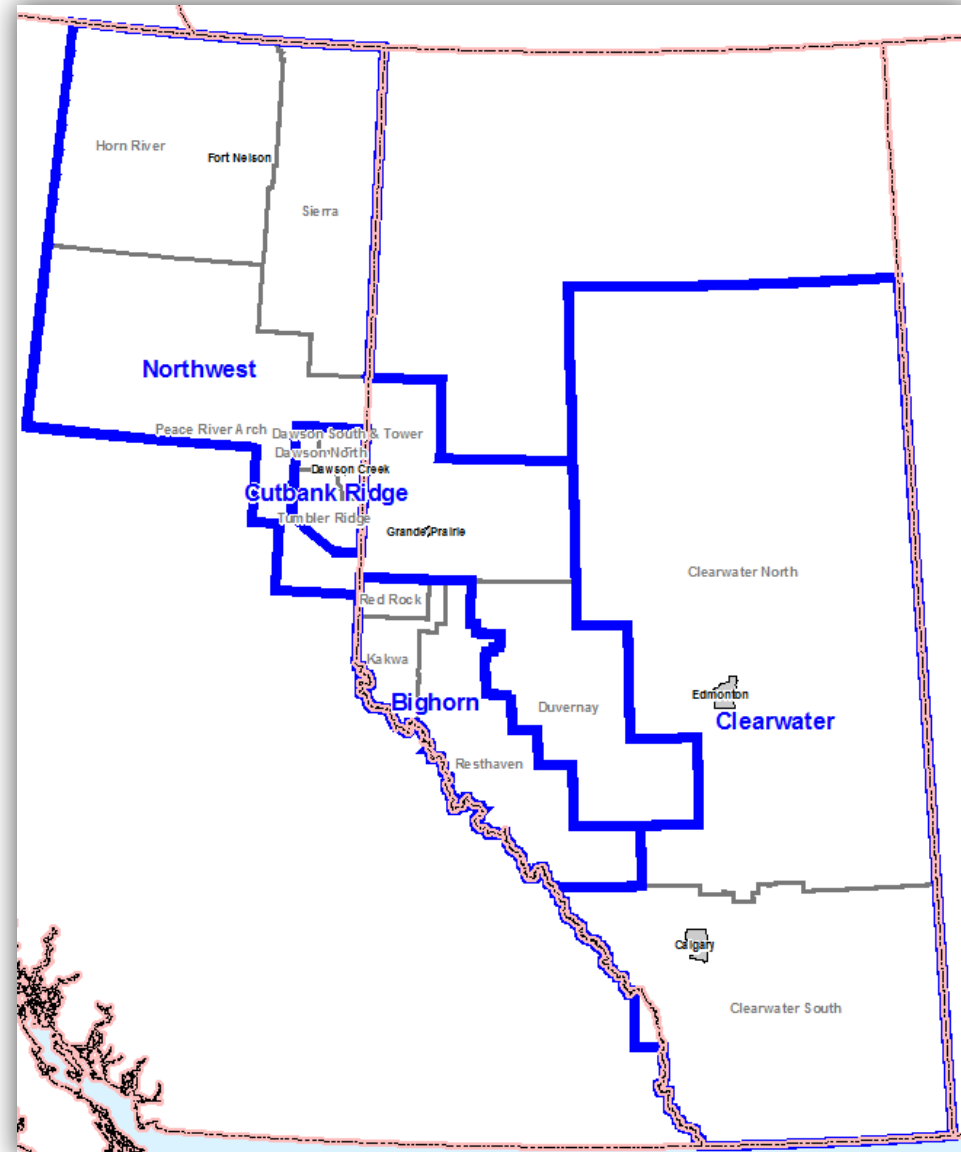 Horn River
Fort Nelson
Sierra
Northwest
Peace River Arch
Dawson South & Tower
Dawson North
Dawson Creek
Cutbank Ridge
Tumbler Ridge
Grande Prairie
Clearwater North
Red Rock
Kakwa
Edmonton
Bighorn
Duvernay
Clearwater
Resthaven
Calgary
Clearwater South